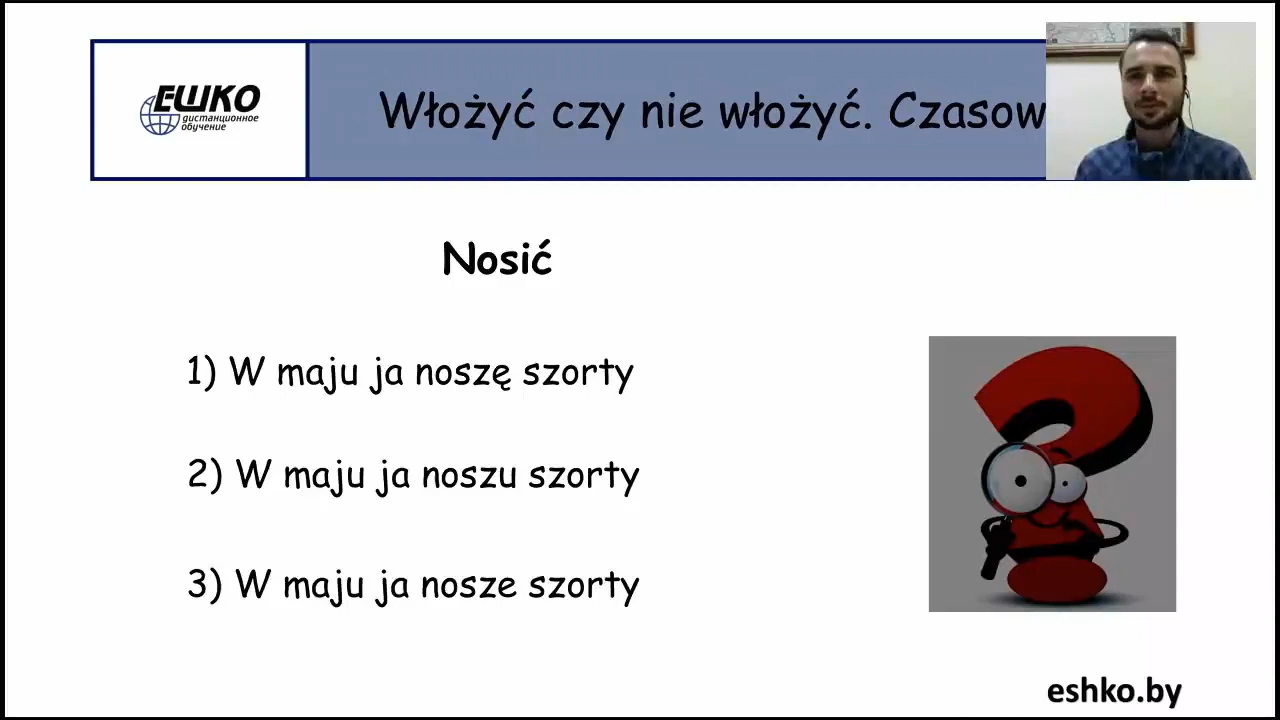 ЕШКО
дистанционное
обучение
Włożyć czy nie włożyć. Czasow
Nosić
1) W maju ja noszę szorty
2) W maju ja noszu szorty
3) W maju ja nosze szorty
eshko.by